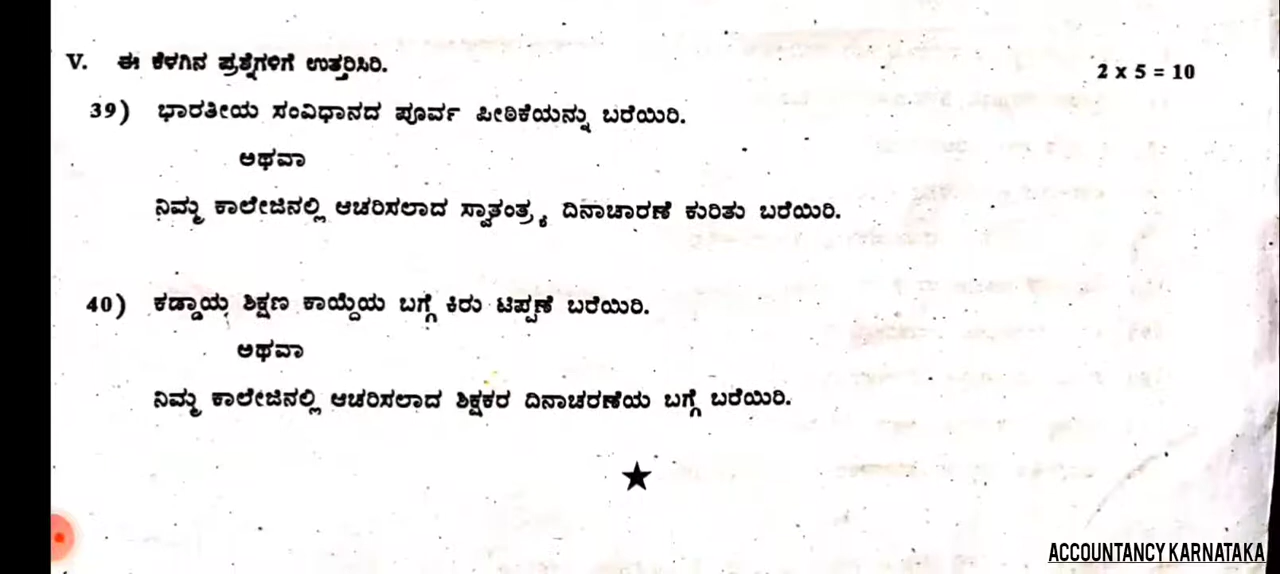 V. ಈ ಕೆಳಗಿನ ಪ್ರಶ್ನೆಗಳಿಗೆ ಉತ್ತರಿಸಿರಿ. 2 x 5 = 10
39) ಭಾರತೀಯ ಸಂವಿಧಾನದ ಪೂರ್ವ ಪೀಠಿಕೆಯನ್ನು ಬರೆಯಿರಿ.
ಅಥವಾ
ನಿಮ್ಮ ಕಾಲೇಜಿನಲ್ಲಿ ಆಚರಿಸಲಾದ ಸ್ವಾತಂತ್ರ್ಯ ದಿನಾಚಾರಣೆ ಕುರಿತು ಬರೆಯಿರಿ.
40) ಕಡ್ಡಾಯ ಶಿಕ್ಷಣ ಕಾಯ್ದೆಯ ಬಗ್ಗೆ ಕಿರು ಟಿಪ್ಪಣಿ ಬರೆಯಿರಿ.
ಅಥವಾ
ನಿಮ್ಮ ಕಾಲೇಜಿನಲ್ಲಿ ಆಚರಿಸಲಾದ ಶಿಕ್ಷಕರ ದಿನಾಚರಣೆಯ ಬಗ್ಗೆ ಬರೆಯಿರಿ.
ACCOUNTANCY KARNATAKA